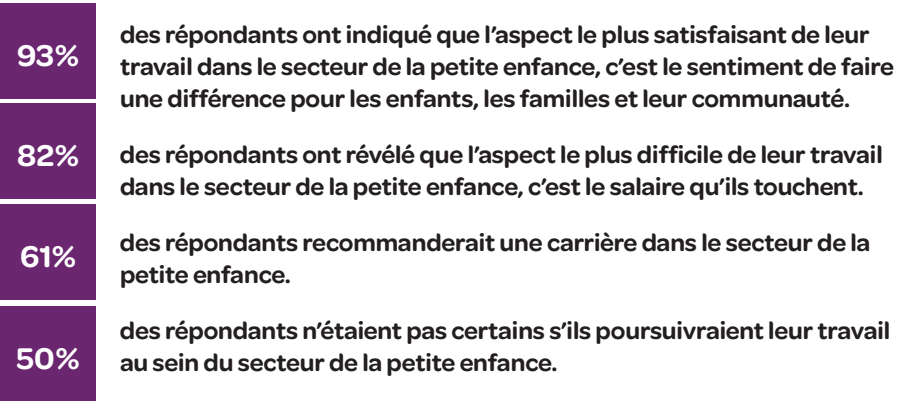 93%
des répondants ont indiqué que l'aspect le plus satisfaisant de leur
travail dans le secteur de la petite enfance, c'est le sentiment de faire
une différence pour les enfants, les familles et leur communauté.
82%
des répondants ont révélé que l'aspect le plus difficile de leur travail
dans le secteur de la petite enfance, c'est le salaire qu'ils touchent.
61%
des répondants recommanderait une carrière dans le secteur de la
petite enfance.
50%
des répondants n'étaient pas certains s'ils poursuivraient leur travail
au sein du secteur de la petite enfance.